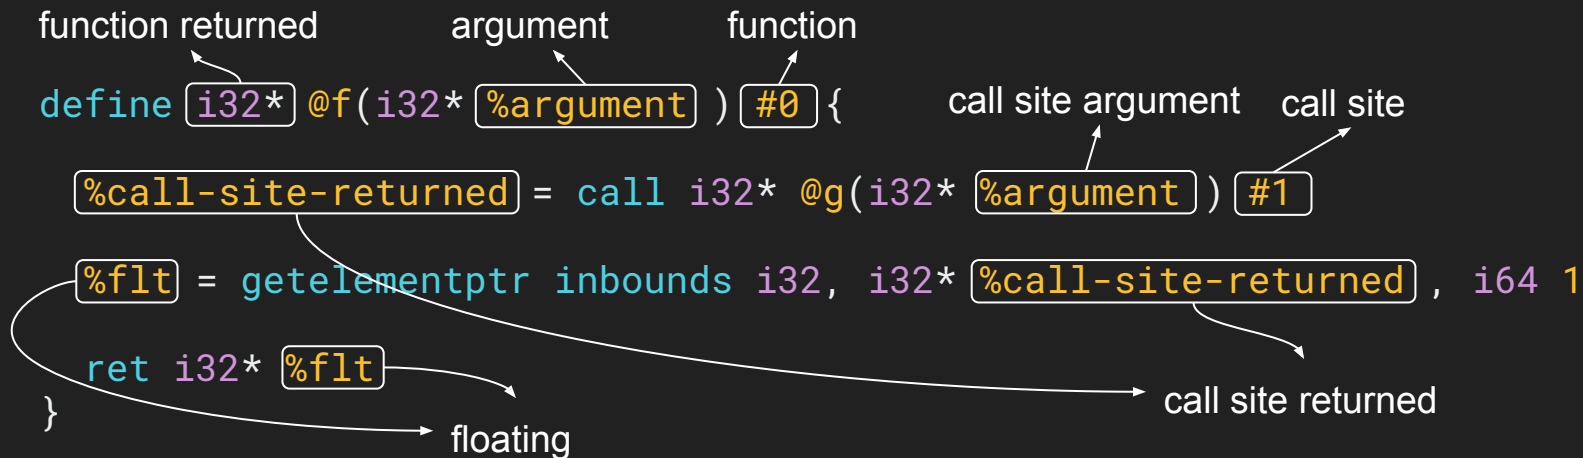 function returned argument function
define i32* @f(i32* %argument ) #0 {
call site argument call site
%call-site-returned = call i32* @g(i32* %argument ) #1
%flt = getelementptr inbounds i32, i32* %call-site-returned , i64 1
ret i32* %flt
call site returned
}
floating